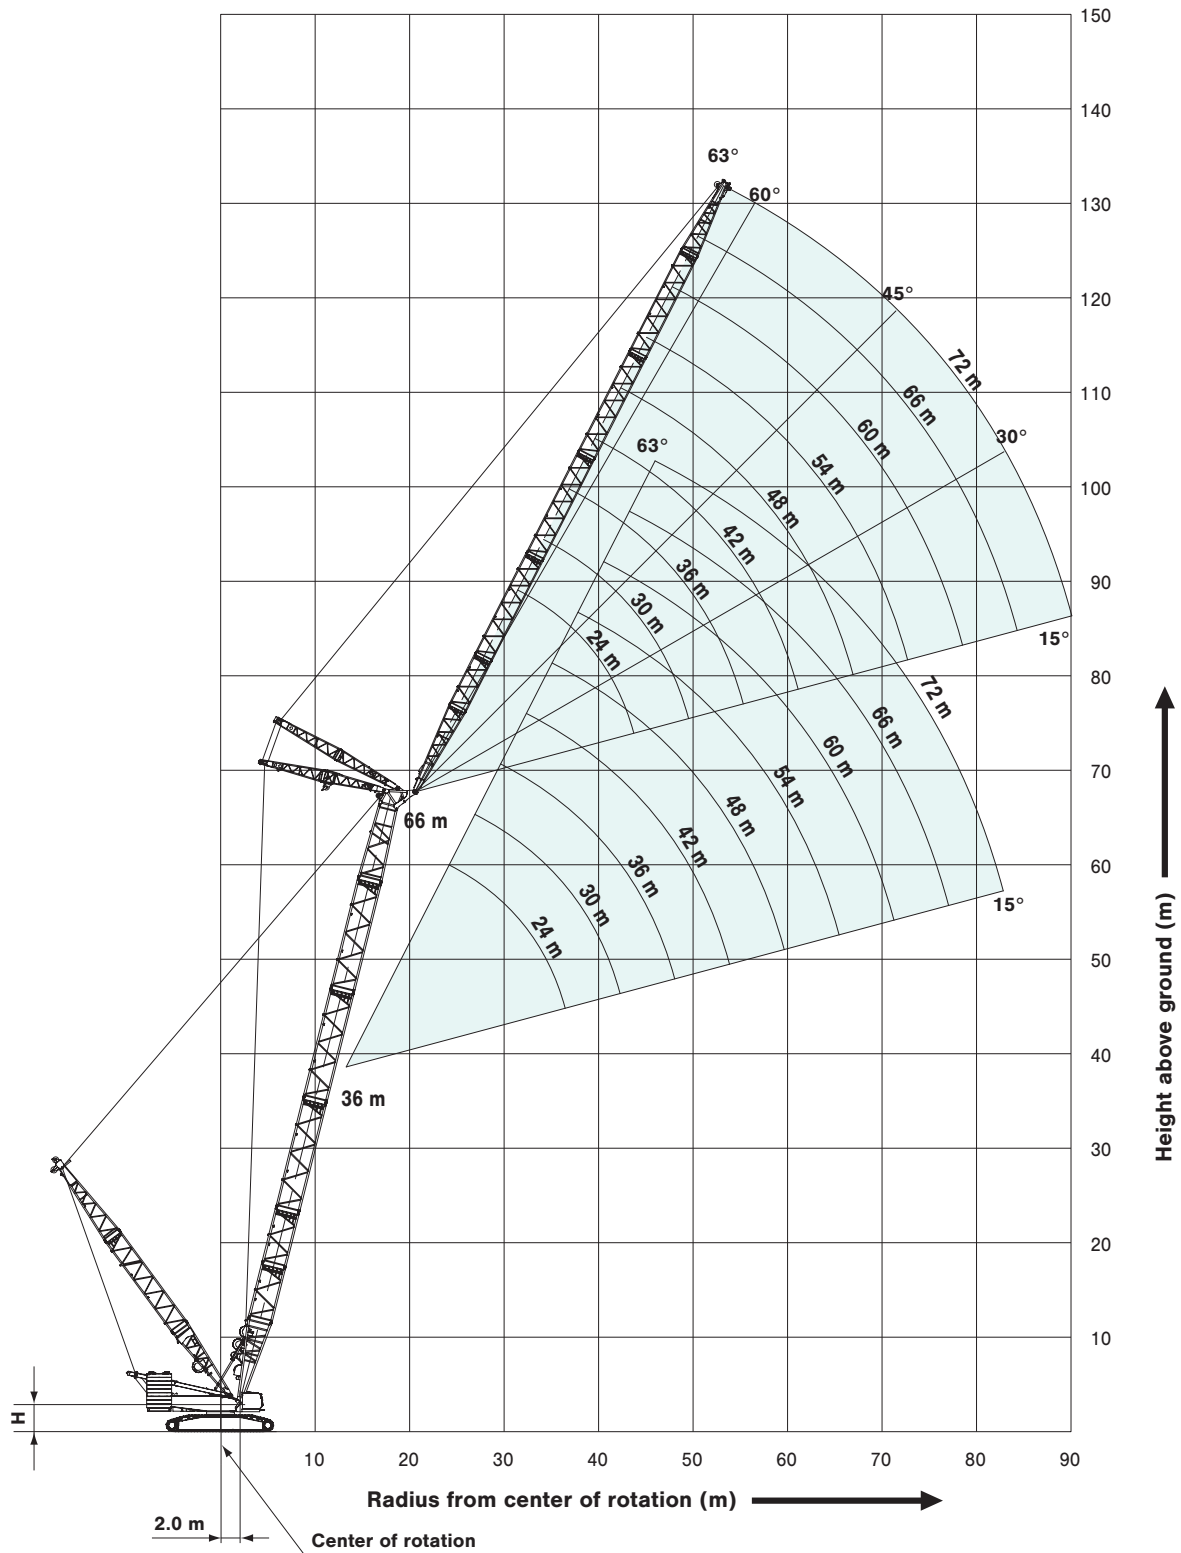 150
140
63°
60°
130
45°
120
72 m
66 m
110
60 m
30°
63°
54 m
100
48 m
42 m
36 m
90
30 m
24 m
15°
80
72 m
66 m
60 m
70
54 m
66 m
48 m
42 m
36 m
60
30 m
15°
24 m
50
40
36 m
30
20
10
H
10 20 30 40 50 60 70 80 90
Radius from center of rotation (m)
Height above ground (m)
2.0 m
Center of rotation